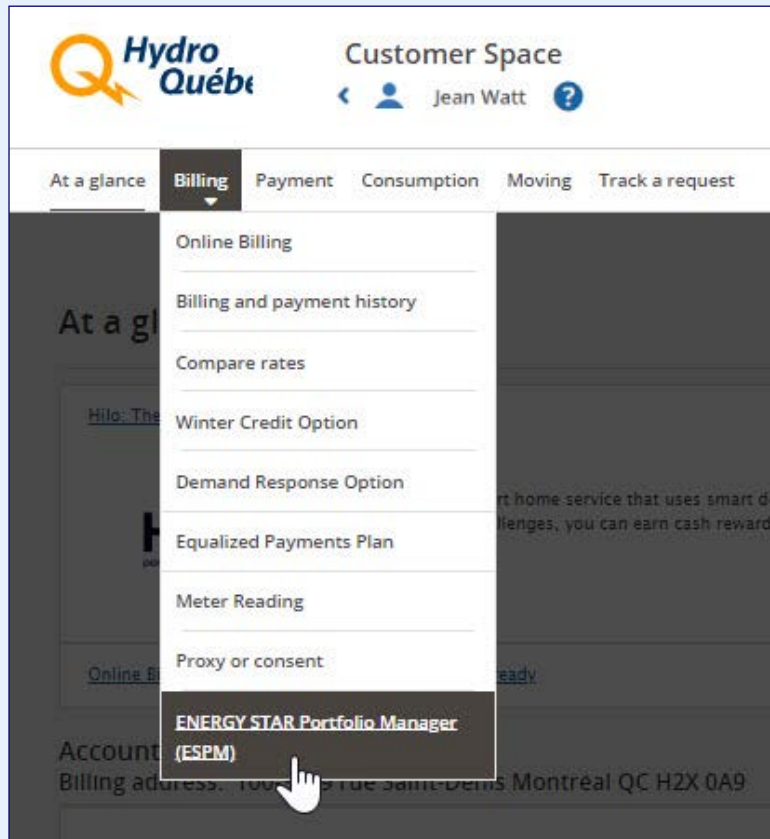 Hydro
Québe
Customer Space
Jean Watt ?
At a glance Billing Payment Consumption Moving Track a request
Online Billing
Billing and payment history
At a gl
Compare rates
Hilo: The
Winter Credit Option
Demand Response Option
rt home service that uses smart d
llenges, you can earn cash reward
Equalized Payments Plan
Meter Reading
Proxy or consent
Online Bi
eady
ENERGY STAR Portfolio Manager
(ESPM)
Account
Billing address: rue Saint-Denis Montréal QC H2X 0A9